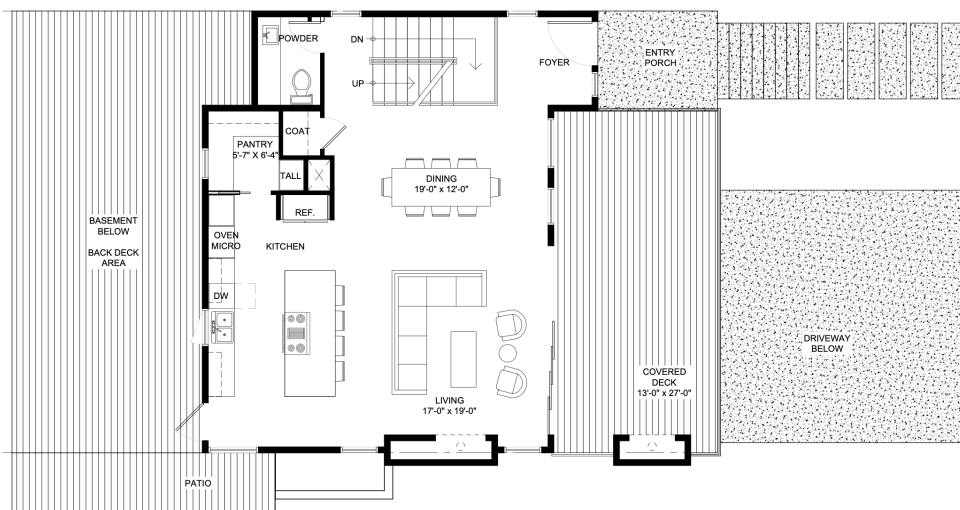 POWDER
DN
UP
FOYER
ENTRY
PORCH
COAT
PANTRY
5'-7" X 6'-4"
TALL
DINING
19'-0" x 12'-0"
REF.
BASEMENT
BELOW
BACK DECK
AREA
OVEN
MICRO
KITCHEN
DW
DRIVEWAY
BELOW
COVERED
DECK
13'-0" x 27'-0"
LIVING
17'-0" x 19'-0"
PATIO